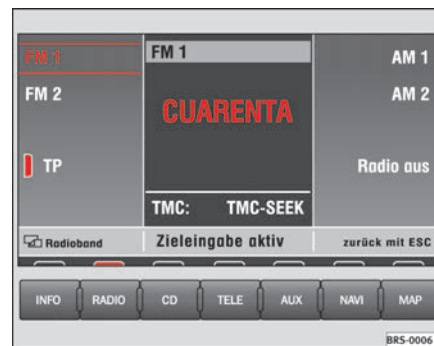 FM 1 FM 1 AM 1
FM 2 AM 2
CUARENTA
TP Radio aus
TMC: TMC-SEEK
Radioband Zieleingabe aktiv zurück mit ESC
INFO RADIO CD TELE AUX NAVI MAP
BRS-0006